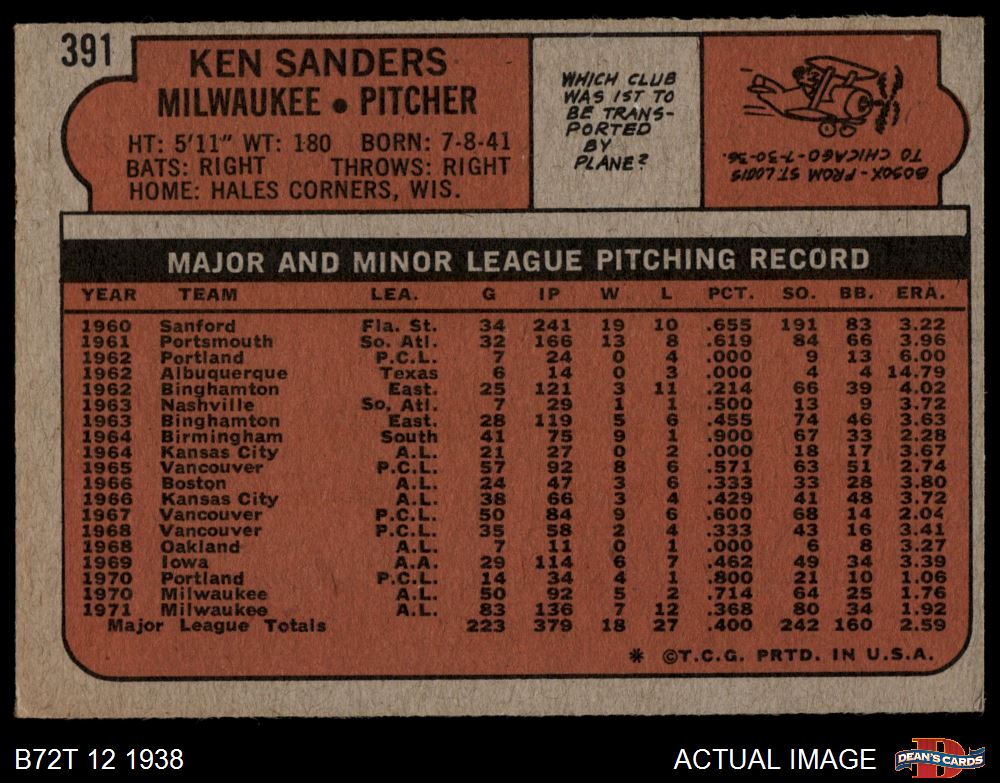 391
KEN SANDERS
MILWAUKEE • PITCHER
HT: 5'11" WT: 180 BORN: 7-8-41
BATS: RIGHT THROWS: RIGHT
HOME: HALES CORNERS, WIS.
WHICH CLUB
WAS 1ST TO
BE TRANS-
PORTED
BY
PLANE?
BOSOX-FROM ST. LOUIS
TO CHICAGO-7-30-36.
MAJOR AND MINOR LEAGUE PITCHING RECORD
YEAR TEAM LEA. G IP W L PCT. SO. BB. ERA.
1960 Sanford Fla. St. 34 241 19 10 .655 191 83 3.22
1961 Portsmouth So. Atl. 32 166 13 8 .619 84 66 3.96
1962 Portland P.C.L. 7 24 0 4 .000 9 13 6.00
1962 Albuquerque Texas 6 14 0 3 .000 4 4 14.79
1962 Binghamton East. 25 121 3 11 .214 66 39 4.02
1963 Nashville So. Atl. 7 29 1 1 .500 13 9 3.72
1963 Binghamton East. 28 119 5 6 .455 74 46 3.63
1964 Birmingham South 41 75 9 1 .900 67 33 2.28
1964 Kansas City A.L. 21 27 0 2 .000 18 17 3.67
1965 Vancouver P.C.L. 57 92 8 6 .571 63 51 2.74
1966 Boston A.L. 24 47 3 6 .333 33 28 3.80
1966 Kansas City A.L. 38 66 3 4 .429 41 48 3.72
1967 Vancouver P.C.L. 50 84 9 6 .600 68 14 2.04
1968 Vancouver P.C.L. 35 58 2 4 .333 43 16 3.41
1968 Oakland A.L. 7 11 0 1 .000 6 8 3.27
1969 Iowa A.A. 29 114 6 7 .462 49 34 3.39
1970 Portland P.C.L. 14 34 4 1 .800 21 10 1.06
1970 Milwaukee A.L. 50 92 5 2 .714 64 25 1.76
1971 Milwaukee A.L. 83 136 7 12 .368 80 34 1.92
Major League Totals 223 379 18 27 .400 242 160 2.59
* ©T.C.G. PRTD. IN U.S.A.
B72T 12 1938
ACTUAL IMAGE
D
DEAN'S CARDS